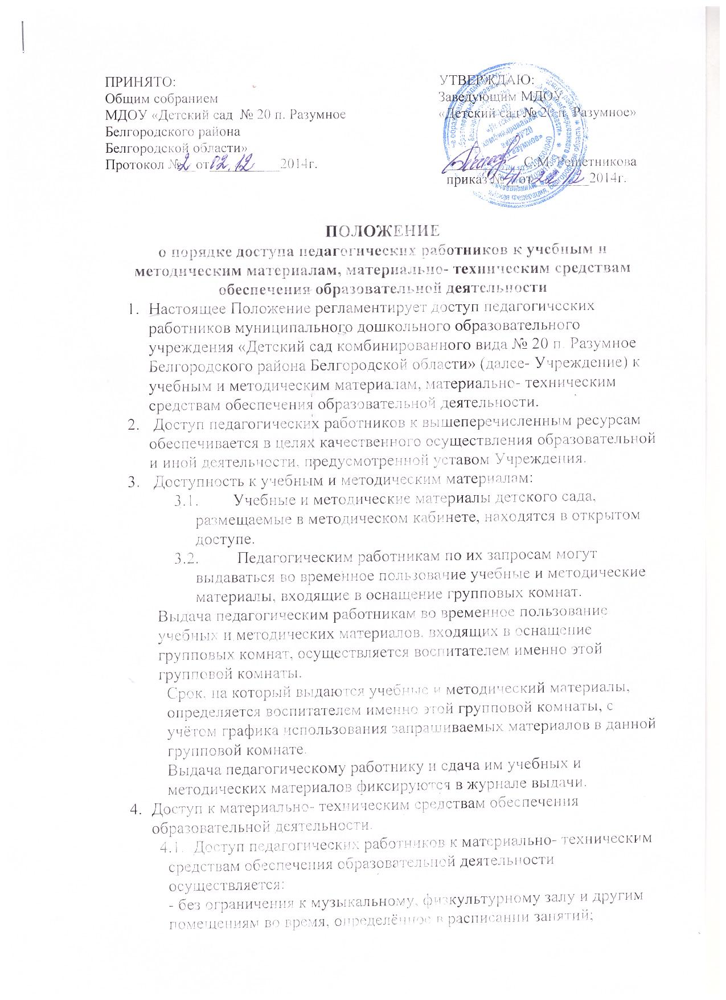 ПРИНЯТО:
Общим собранием
МДОУ «Детский сад № 20 п. Разумное
Белгородского района
Белгородской области»
Протокол № 2 от 02.12 2014г.
УТВЕРЖДАЮ:
Заведующим МДОУ
«Детский сад № 20 п. Разумное»
С.М. Решетникова
приказ № от 12 2014г.
ПОЛОЖЕНИЕ
о порядке доступа педагогических работников к учебным и
методическим материалам, материально- техническим средствам
обеспечения образовательной деятельности
1. Настоящее Положение регламентирует доступ педагогических
работников муниципального дошкольного образовательного
учреждения «Детский сад комбинированного вида № 20 п. Разумное
Белгородского района Белгородской области» (далее- Учреждение) к
учебным и методическим материалам, материально- техническим
средствам обеспечения образовательной деятельности.
2. Доступ педагогических работников к вышеперечисленным ресурсам
обеспечивается в целях качественного осуществления образовательной
и иной деятельности, предусмотренной уставом Учреждения.
3. Доступность к учебным и методическим материалам:
3.1. Учебные и методические материалы детского сада,
размещаемые в методическом кабинете, находятся в открытом
доступе.
3.2. Педагогическим работникам по их запросам могут
выдаваться во временное пользование учебные и методические
материалы, входящие в оснащение групповых комнат.
Выдача педагогическим работникам во временное пользование
учебных и методических материалов, входящих в оснащение
групповых комнат, осуществляется воспитателем именно этой
групповой комнаты.
Срок, на который выдаются учебные и методический материалы,
определяется воспитателем именно этой групповой комнаты, с
учётом графика использования запрашиваемых материалов в данной
групповой комнате.
Выдача педагогическому работнику и сдача им учебных и
методических материалов фиксируются в журнале выдачи.
4. Доступ к материально- техническим средствам обеспечения
образовательной деятельности.
4.1. Доступ педагогических работников к материально- техническим
средствам обеспечения образовательной деятельности
осуществляется:
- без ограничения к музыкальному, физкультурному залу и другим
помещениям во время, определённое в расписании занятий;